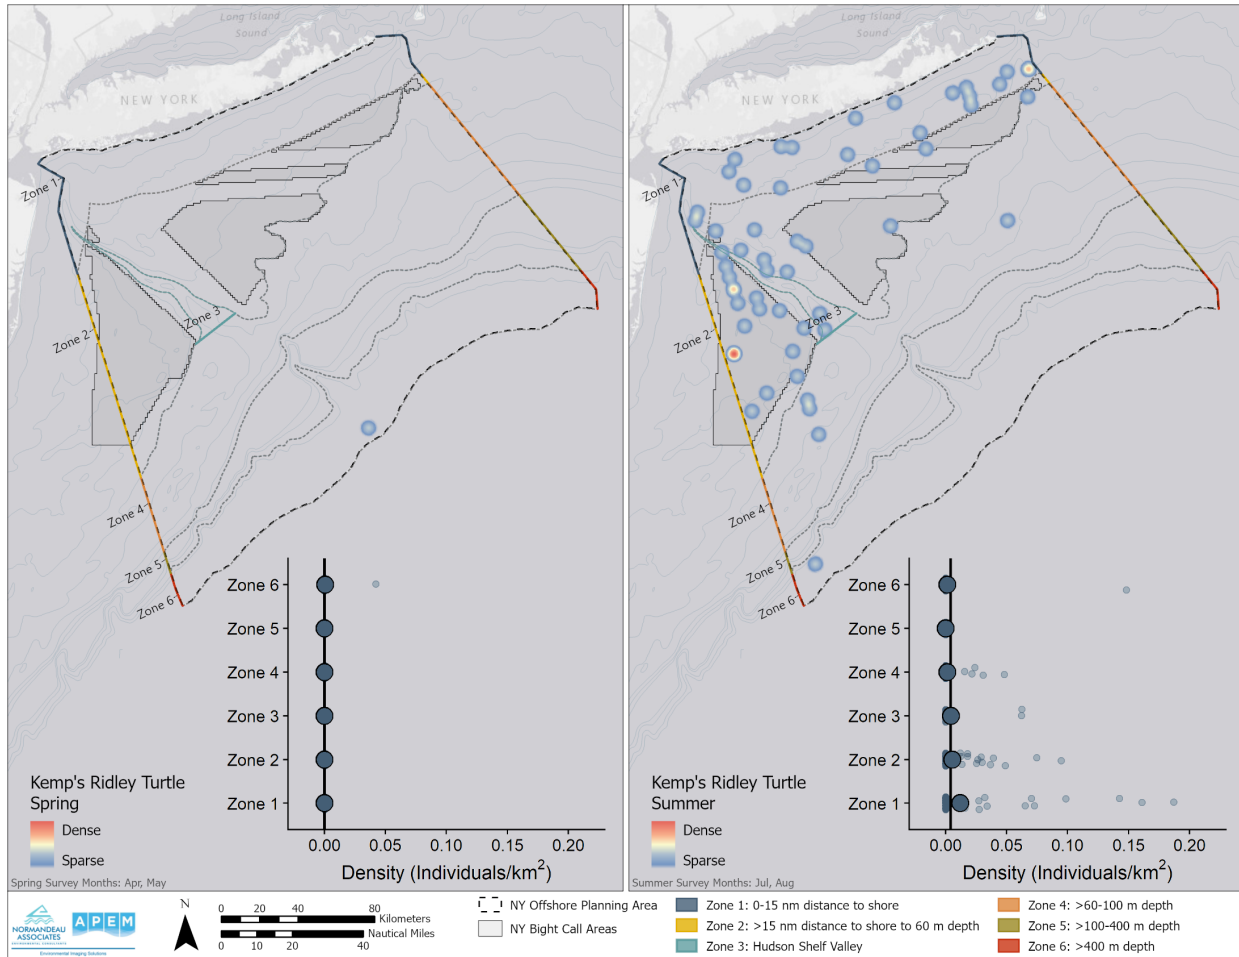 Long Island
Sound
NEW YORK
Zone 1
Zone 2
Zone 3
Zone 4
Zone 5
Zone 6
Zone 6
Zone 5
Zone 4
Zone 3
Zone 2
Zone 1
0.00 0.05 0.10 0.15 0.20
Density (Individuals/km²)
Kemp's Ridley Turtle
Spring
Dense
Sparse
Spring Survey Months: Apr, May
Long Island
Sound
NEW YORK
Zone 1
Zone 2
Zone 3
Zone 4
Zone 5
Zone 6
Zone 6
Zone 5
Zone 4
Zone 3
Zone 2
Zone 1
0.00 0.05 0.10 0.15 0.20
Density (Individuals/km²)
Kemp's Ridley Turtle
Summer
Dense
Sparse
Summer Survey Months: Jul, Aug
NORMANDEAU
ASSOCIATES
ENVIRONMENTAL CONSULTANTS
APEM
Environmental Imaging Solutions
N
0 20 40 80
Kilometers
Nautical Miles
0 10 20 40
NY Offshore Planning Area
NY Bight Call Areas
Zone 1: 0-15 nm distance to shore
Zone 2: >15 nm distance to shore to 60 m depth
Zone 3: Hudson Shelf Valley
Zone 4: >60-100 m depth
Zone 5: >100-400 m depth
Zone 6: >400 m depth